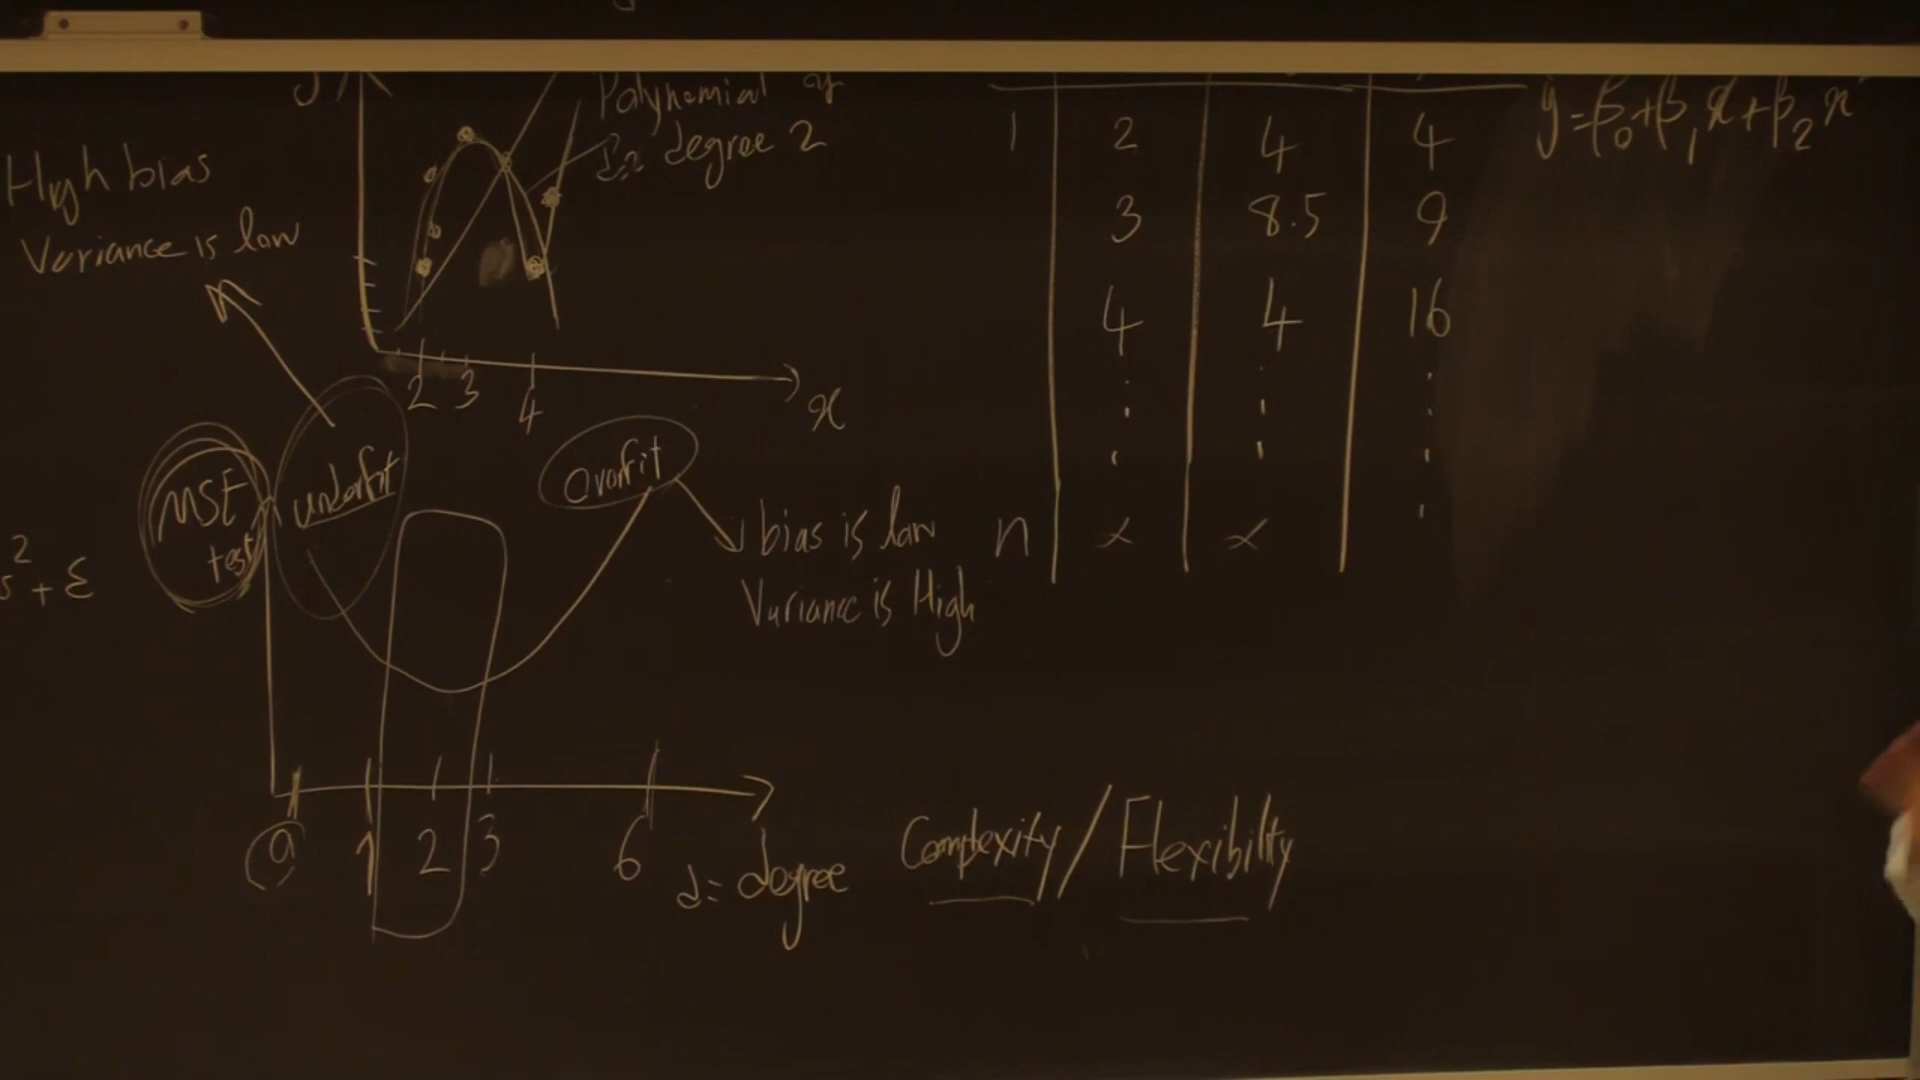 y
Polynomial of
d=2 degree 2
High bias
Variance is low
2 3 4
x
1 2 4 4
3 8.5 9
4 4 16
n x x
ŷ=β₀+β₁x+β₂x
MSE
test
underfit
Overfit
bias is low
Variance is High
2
+ ε
0 1 2 3 6
d= degree
Complexity / Flexibility